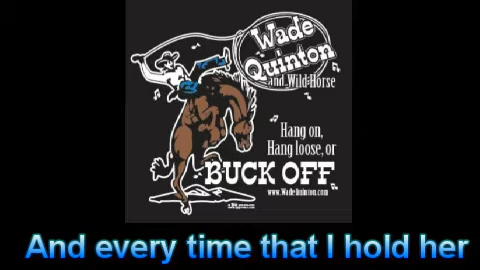 Wade
Quinton
and Wild Horse
Hang on,
Hang loose, or
BUCK OFF
www.WadeQuinton.com
And every time that I hold her